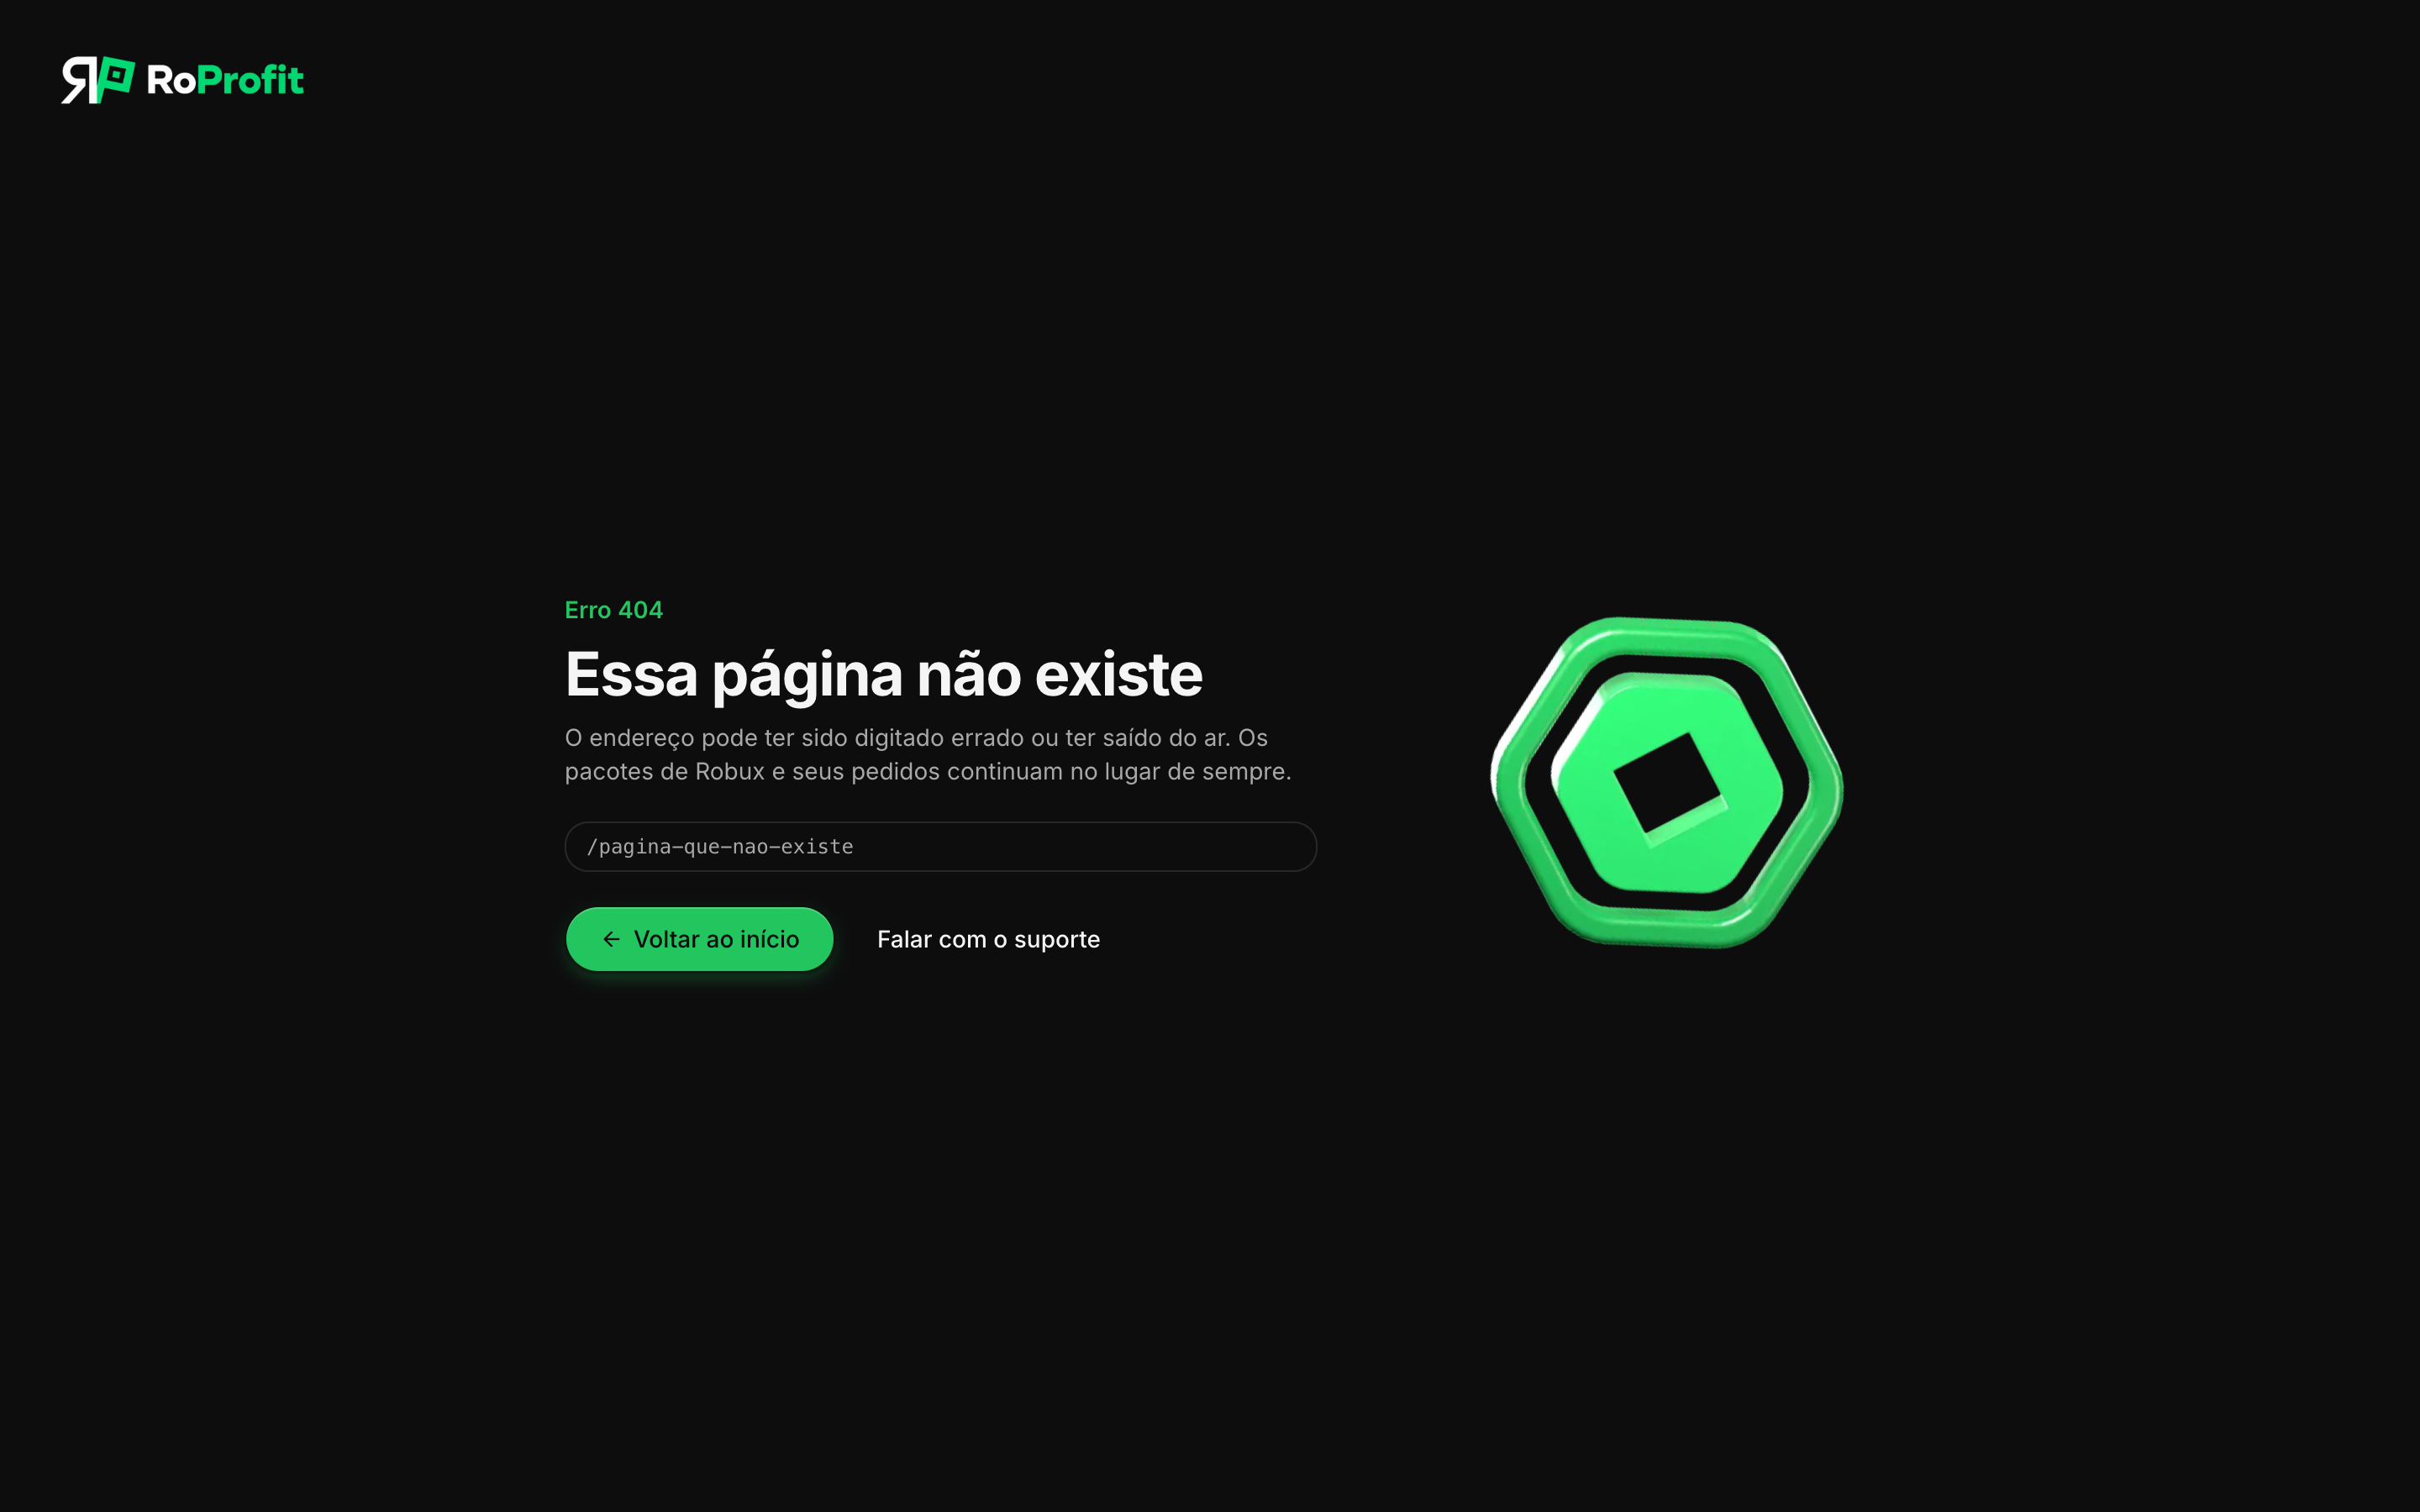 RoProfit
Erro 404
Essa página não existe
O endereço pode ter sido digitado errado ou ter saído do ar. Os
pacotes de Robux e seus pedidos continuam no lugar de sempre.
/pagina-que-nao-existe
← Voltar ao início
Falar com o suporte